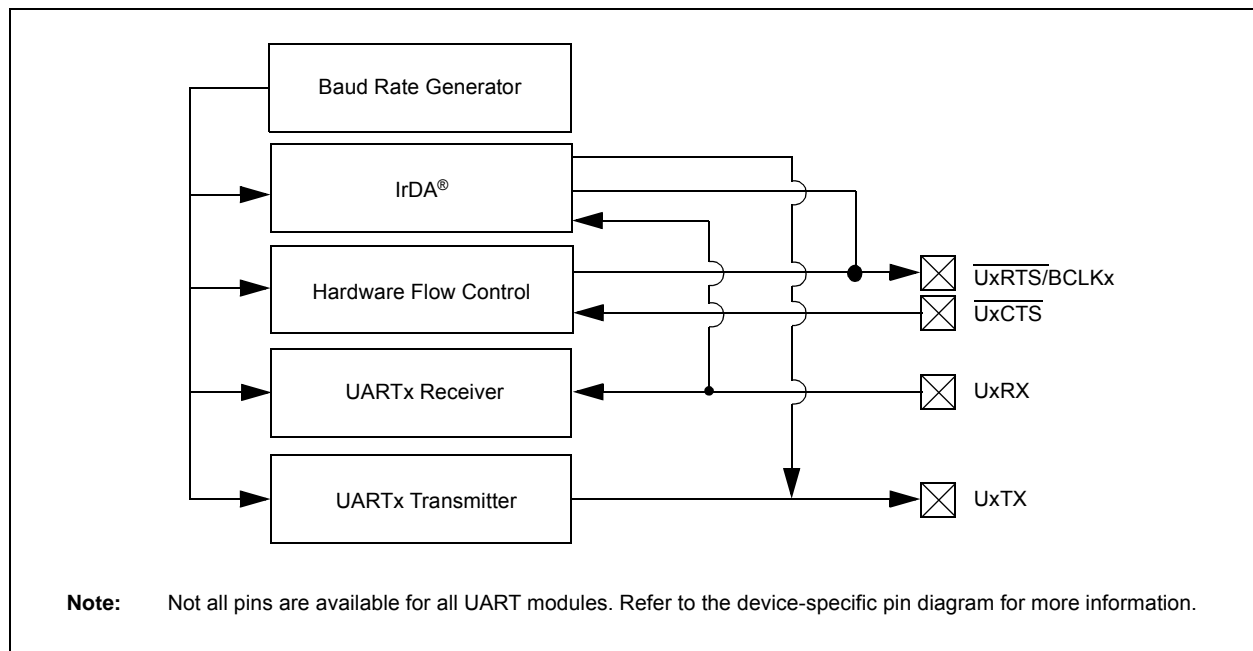 Baud Rate Generator
IrDA®
Hardware Flow Control
UxRTS/BCLKx
UxCTS
UARTx Receiver
UxRX
UARTx Transmitter
UxTX
Note: Not all pins are available for all UART modules. Refer to the device-specific pin diagram for more information.